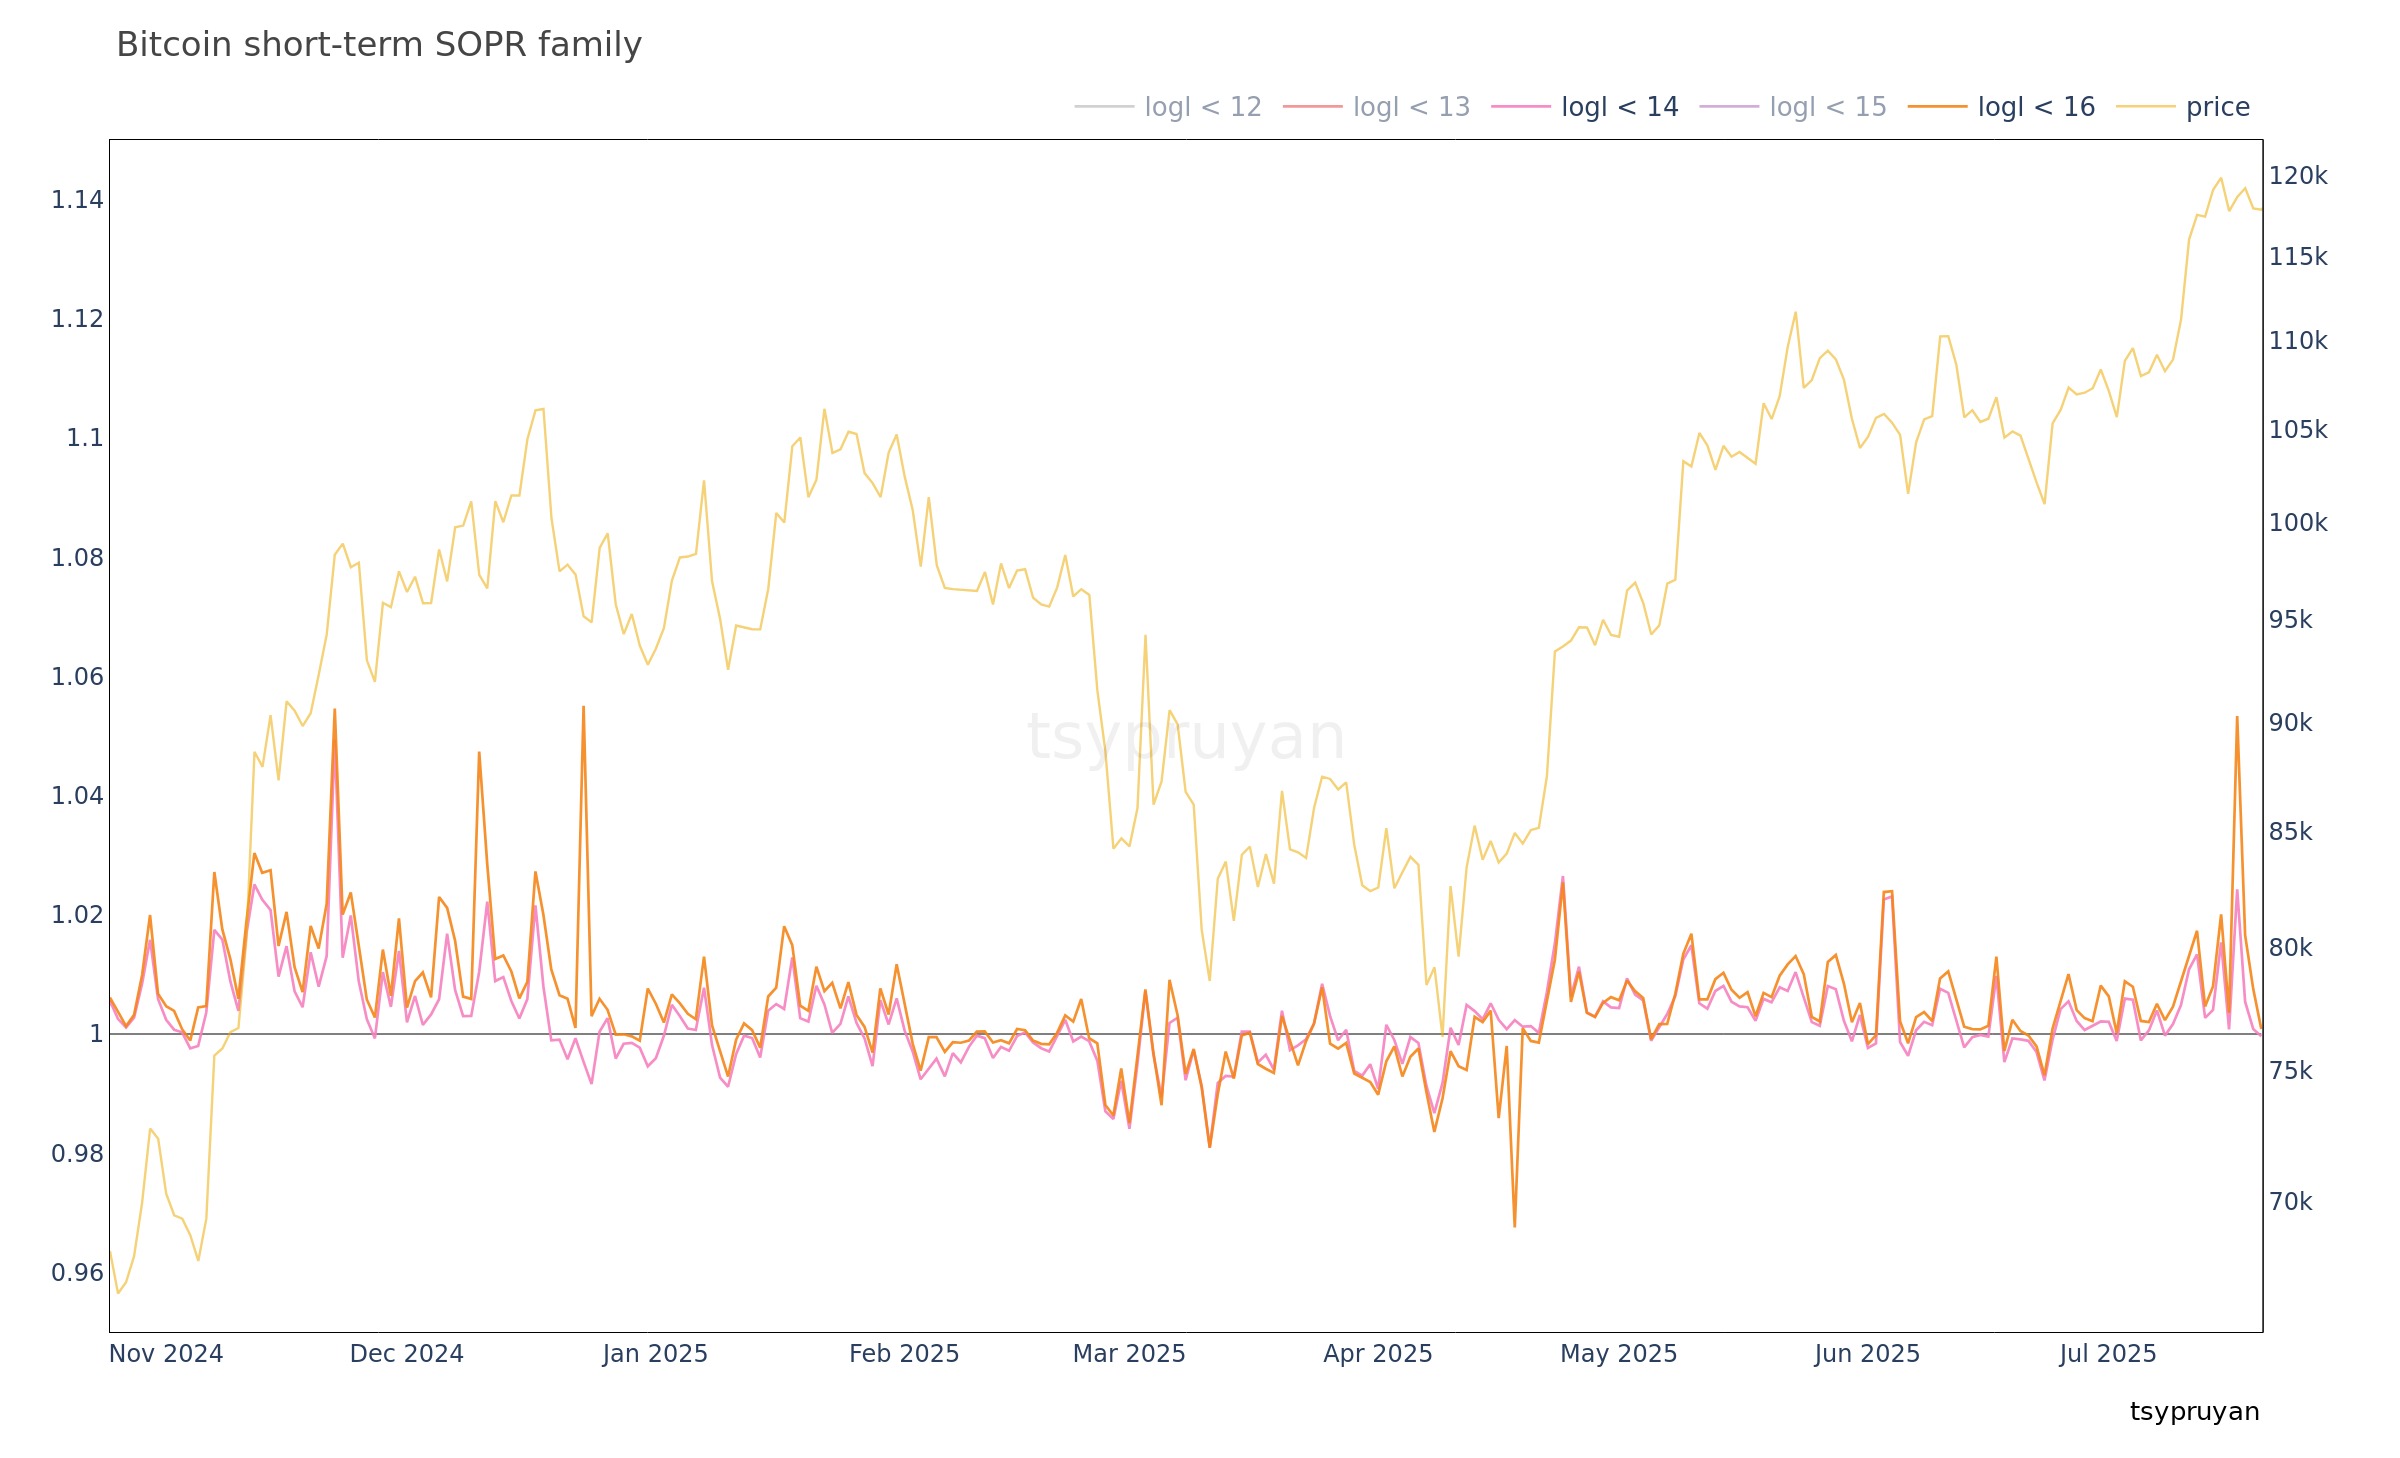 Bitcoin short-term SOPR family
logl < 12 logl < 13 logl < 14 logl < 15 logl < 16 price
1.14
1.12
1.1
1.08
1.06
1.04
1.02
1
0.98
0.96
120k
115k
110k
105k
100k
95k
90k
85k
80k
75k
70k
tsypruyan
Nov 2024 Dec 2024 Jan 2025 Feb 2025 Mar 2025 Apr 2025 May 2025 Jun 2025 Jul 2025
tsypruyan